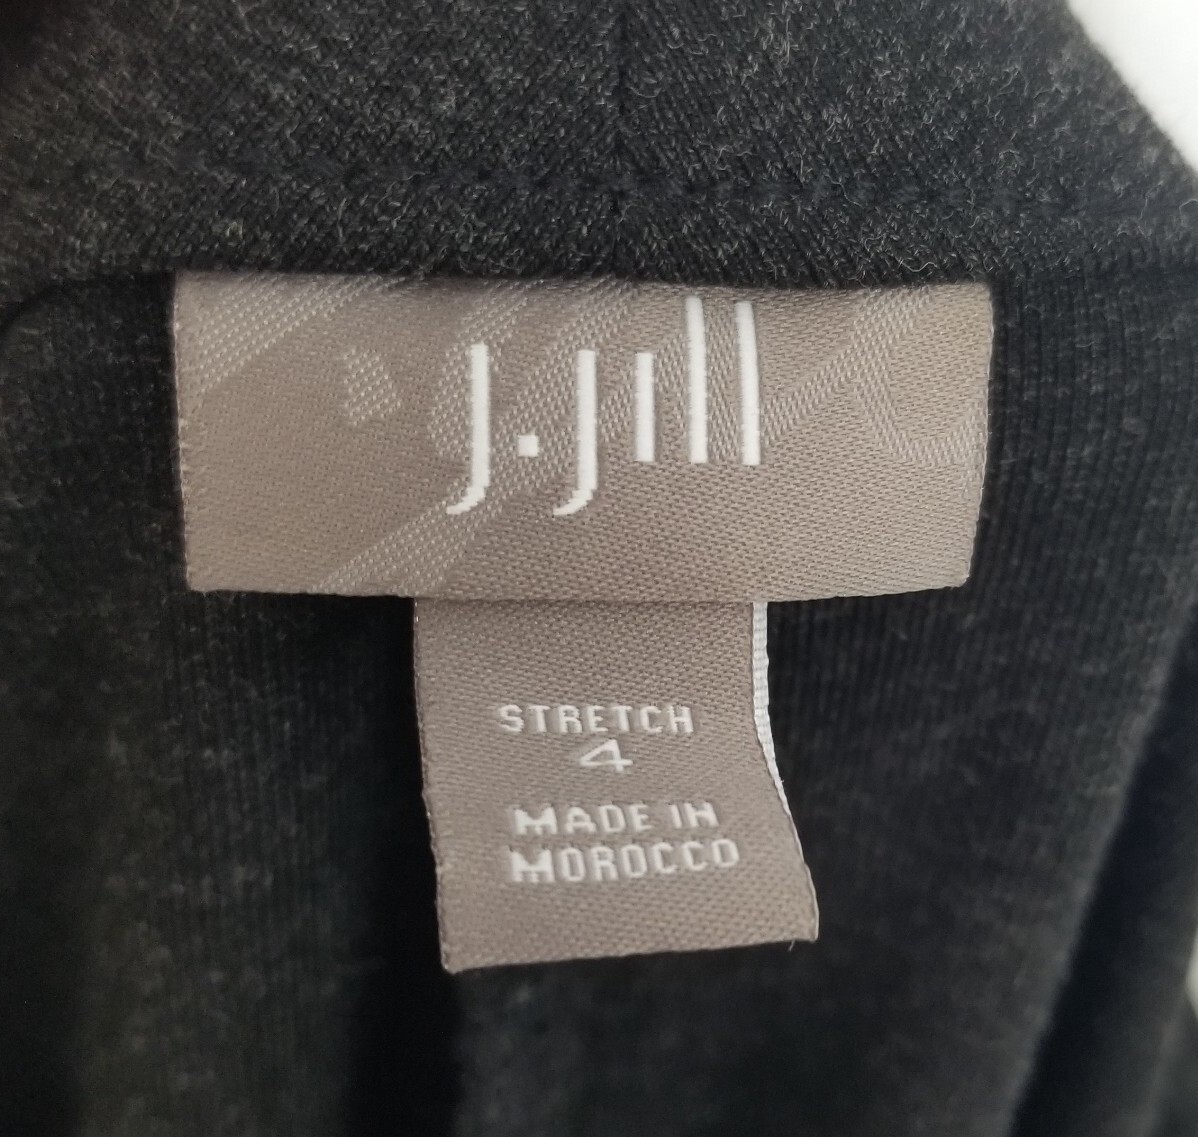 J.Jill
STRETCH
4
MADE IN
MOROCCO